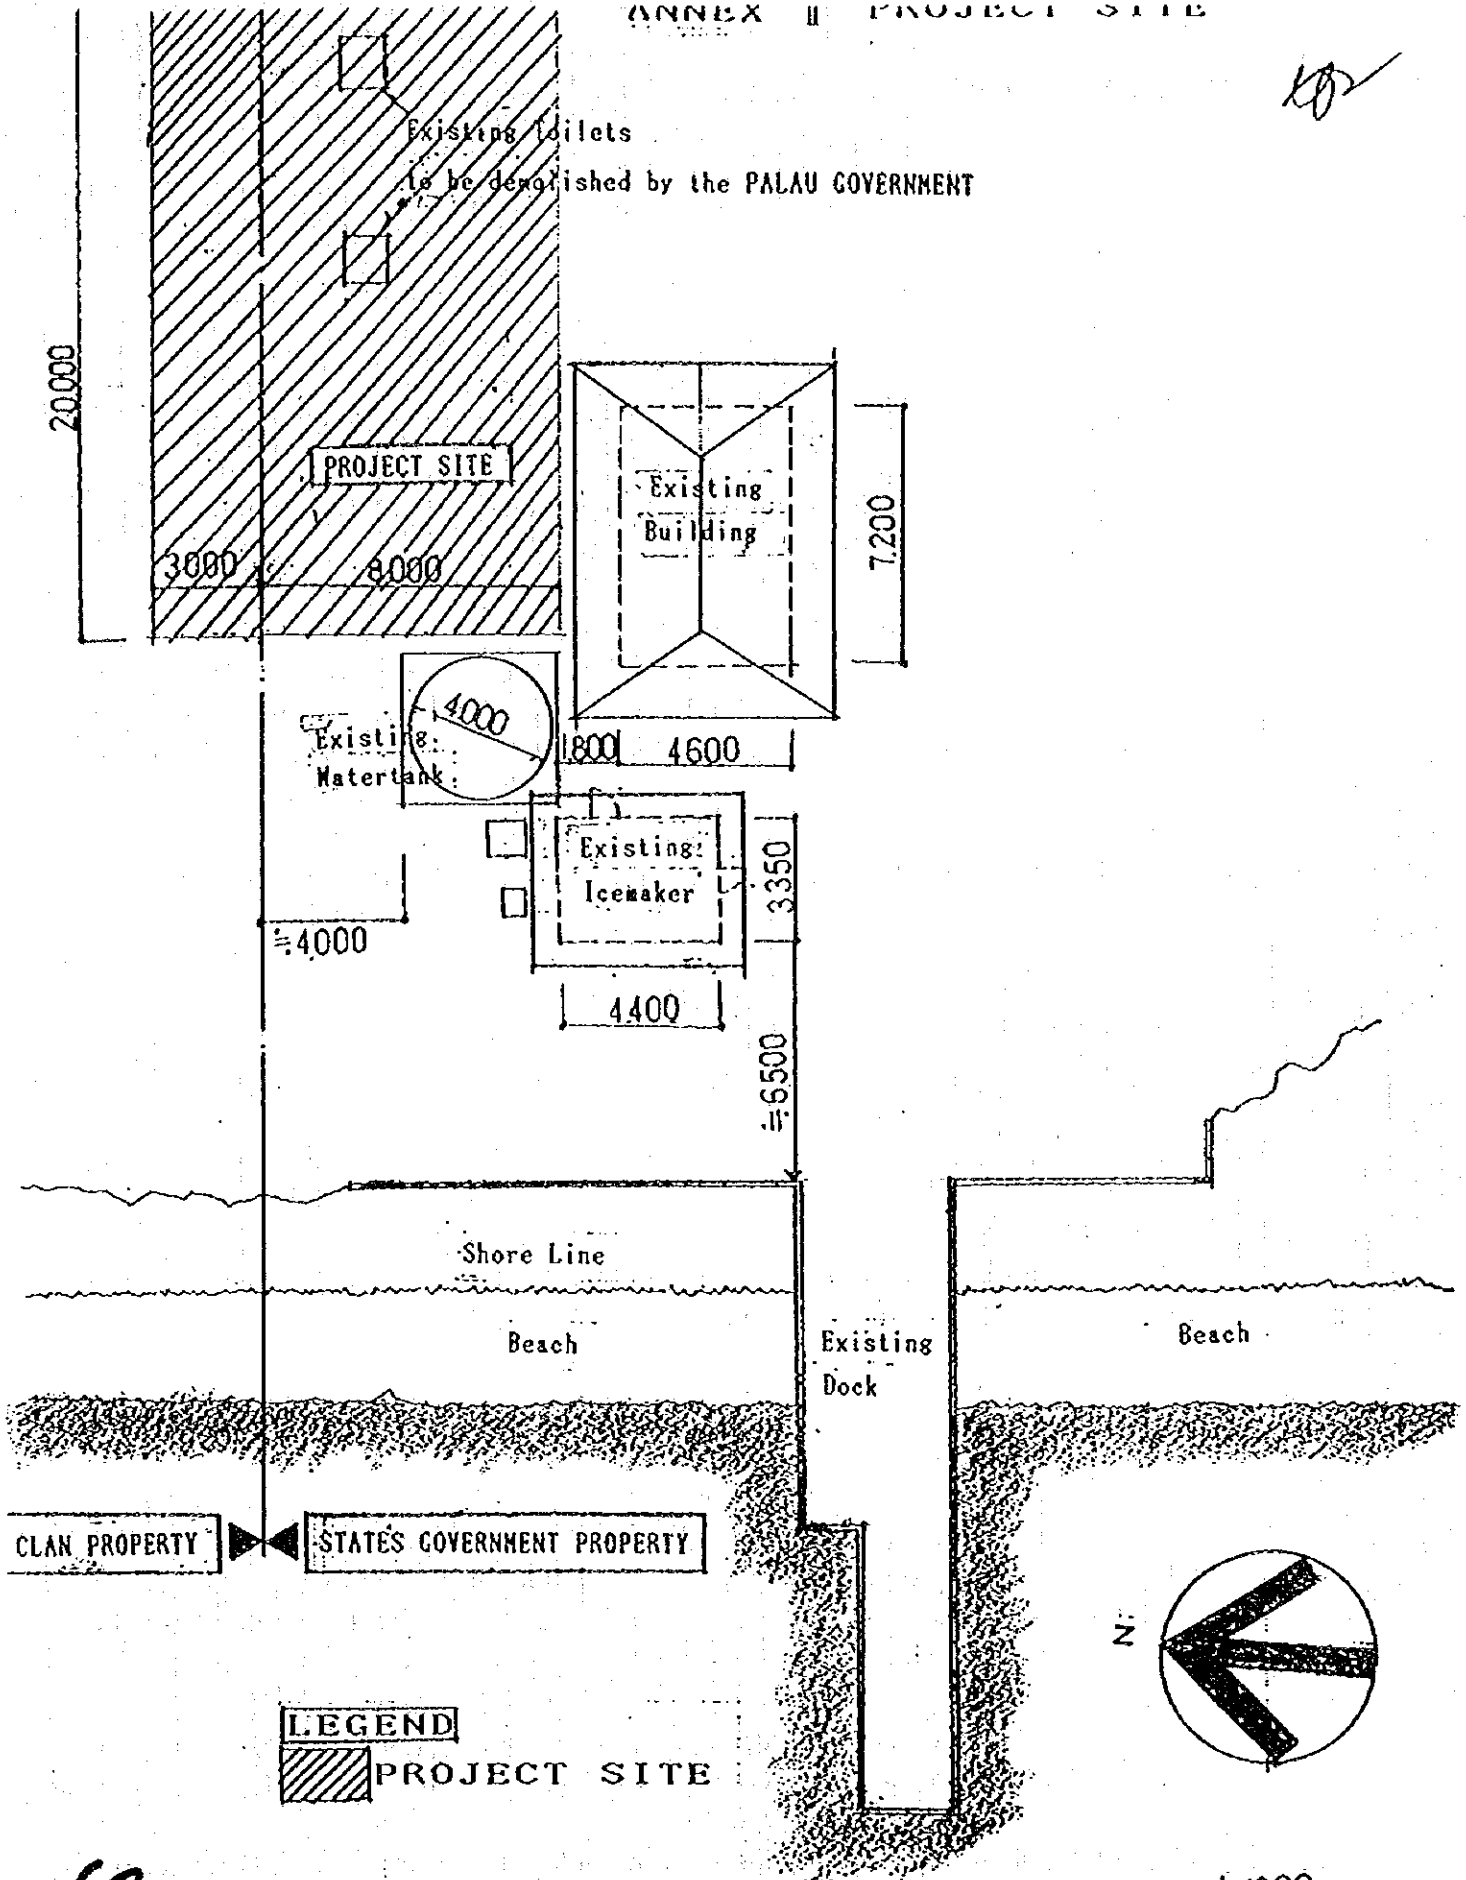 ANNEX Ⅱ PROJECT SITE
Existing Toilets
to be demolished by the PALAU GOVERNMENT
20000
PROJECT SITE
Existing
Building
7.200
3000
8000
4000
Existing
Watertank
1800
4600
Existing
Icemaker
3350
≒4000
4400
≒6500
Shore Line
Beach
Existing
Dock
Beach
CLAN PROPERTY
STATES GOVERNMENT PROPERTY
N
LEGEND
PROJECT SITE